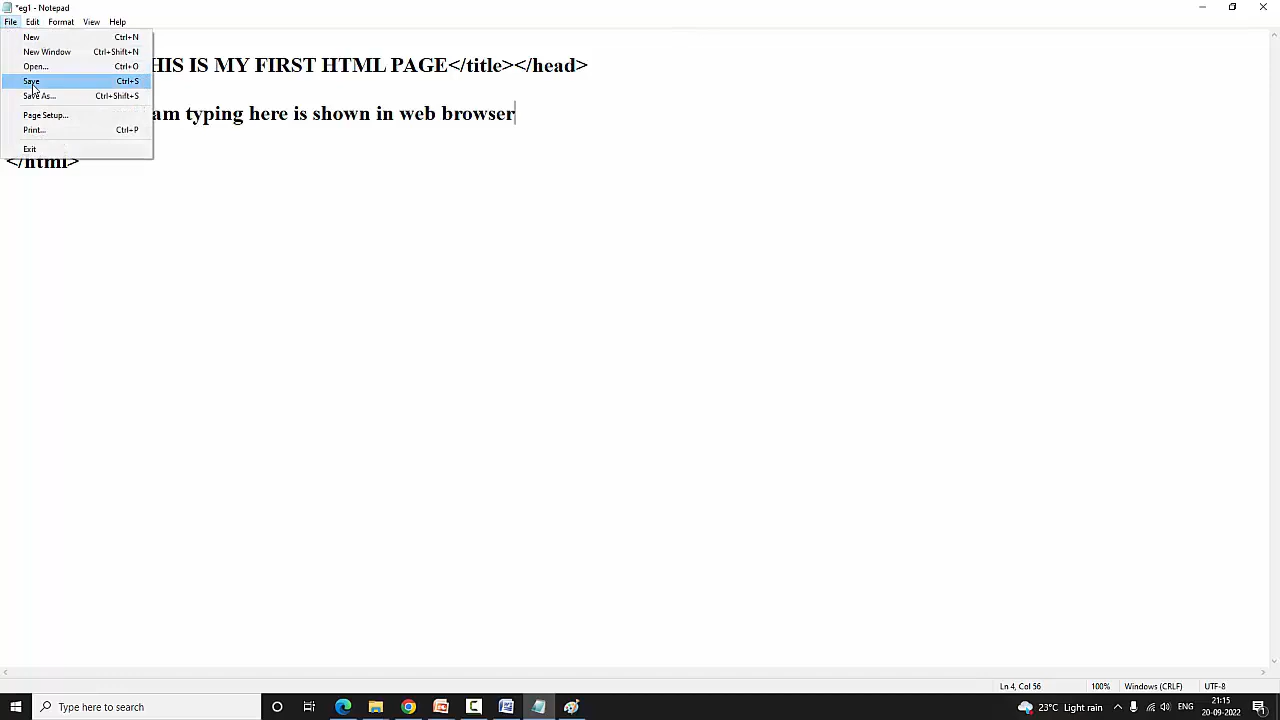 *eg1 - Notepad
File Edit Format View Help
New Ctrl+N
New Window Ctrl+Shift+N
Open... Ctrl+O
Save Ctrl+S
Save As... Ctrl+Shift+S
Page Setup...
Print... Ctrl+P
Exit
HIS IS MY FIRST HTML PAGE</title></head>
am typing here is shown in web browser
</html>
Ln 4, Col 56 100% Windows (CRLF) UTF-8
Type here to search
23°C Light rain ENG 21:15
20-09-2022